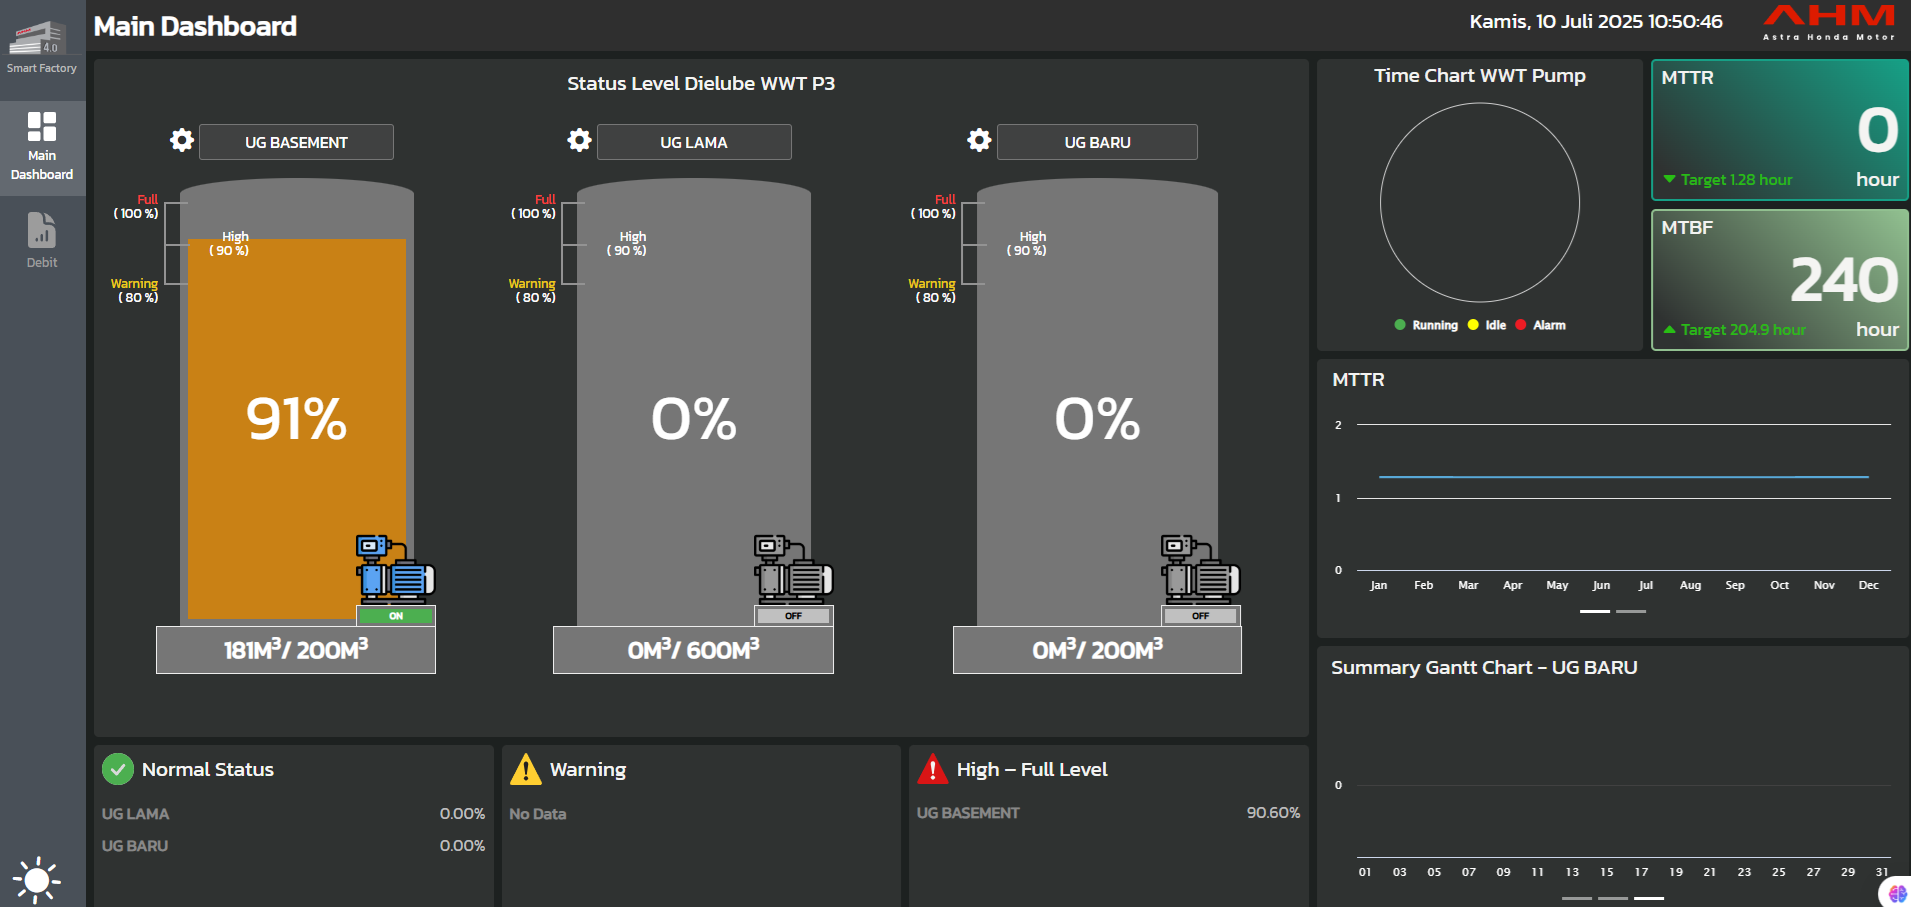 Main Dashboard
Kamis, 10 Juli 2025 10:50:46
AHM
Astra Honda Motor
4.0
Smart Factory
Main
Dashboard
Debit
Status Level Dielube WWT P3
UG BASEMENT
Full
( 100 %)
High
( 90 %)
Warning
( 80 %)
91%
ON
181M³/ 200M³
UG LAMA
Full
( 100 %)
High
( 90 %)
Warning
( 80 %)
0%
OFF
0M³/ 600M³
UG BARU
Full
( 100 %)
High
( 90 %)
Warning
( 80 %)
0%
OFF
0M³/ 200M³
Normal Status
UG LAMA 0.00%
UG BARU 0.00%
Warning
No Data
High – Full Level
UG BASEMENT 90.60%
Time Chart WWT Pump
Running Idle Alarm
MTTR
0
Target 1.28 hour hour
MTBF
240
Target 204.9 hour hour
MTTR
2
1
0
Jan Feb Mar Apr May Jun Jul Aug Sep Oct Nov Dec
Summary Gantt Chart - UG BARU
0
01 03 05 07 09 11 13 15 17 19 21 23 25 27 29 31